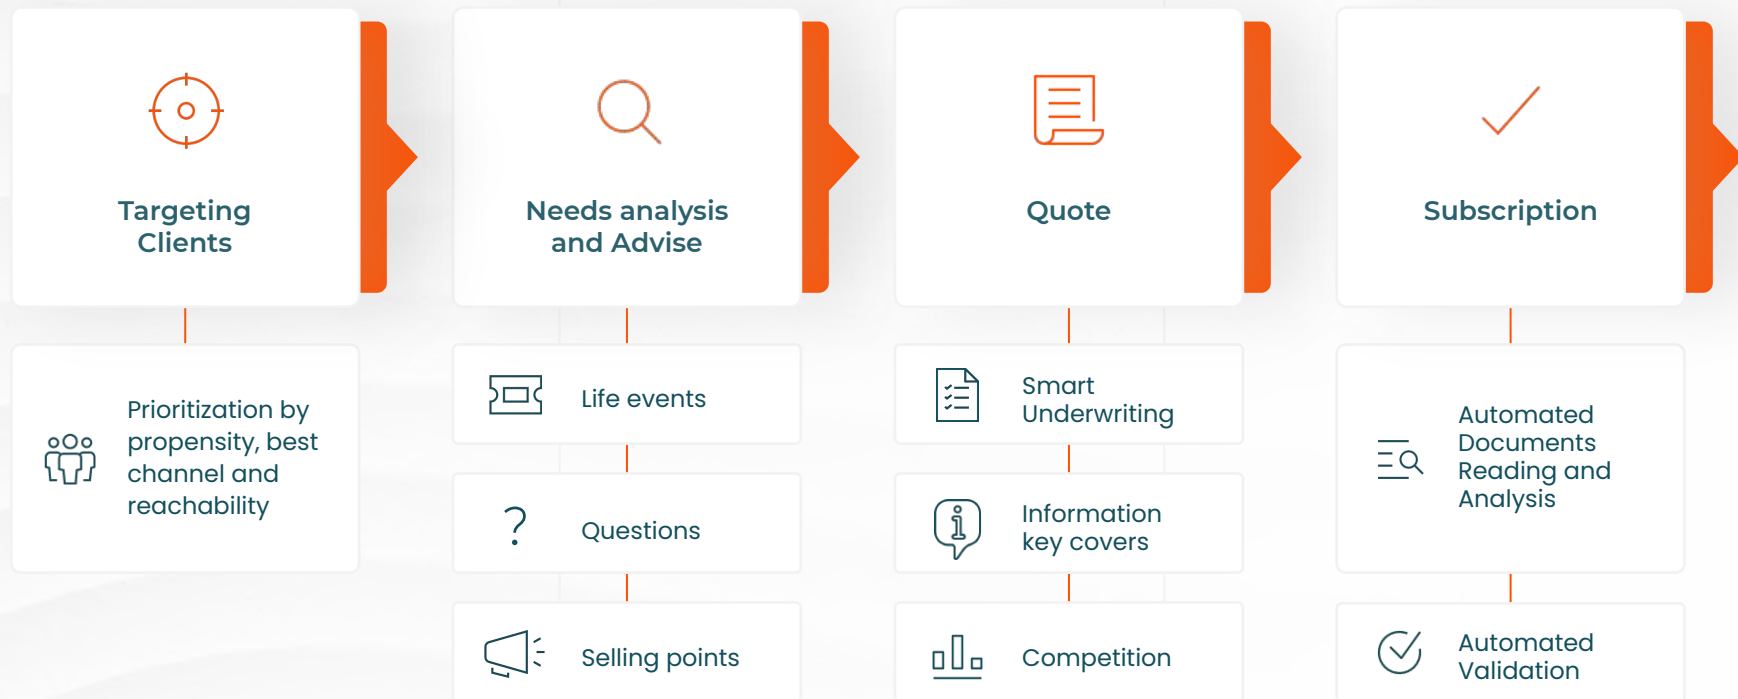 Targeting
Clients
Needs analysis
and Advise
Quote
Subscription
Prioritization by
propensity, best
channel and
reachability
Life events
Questions
Selling points
Smart
Underwriting
Information
key covers
Competition
Automated
Documents
Reading and
Analysis
Automated
Validation